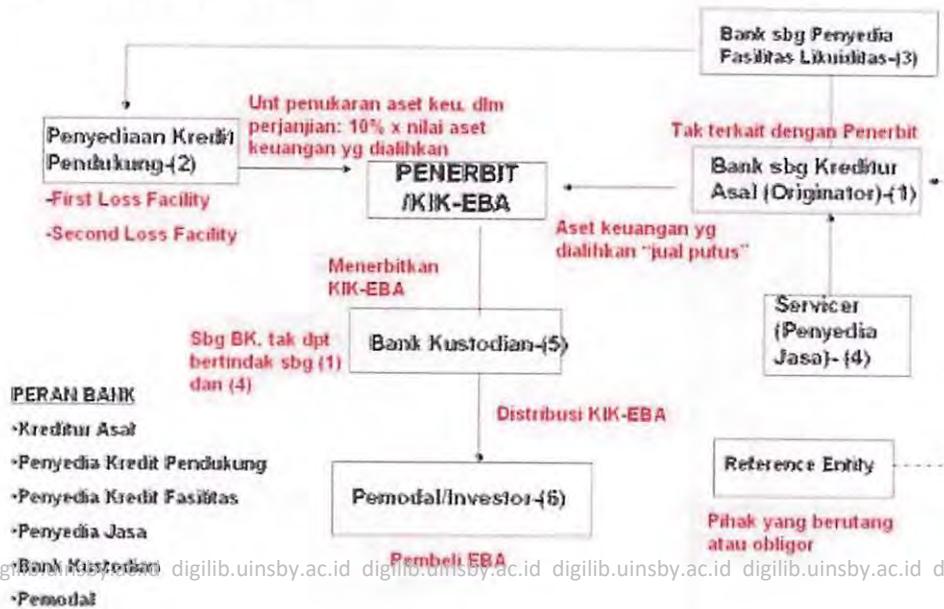 Bank sbg Penyedia
Fasilitas Likuiditas-(3)
Unt penukaran aset keu. dlm
perjanjian: 10% x nilai aset
keuangan yg dialihkan
Penyediaan Kredit
Pendukung-(2)
-First Loss Facility
-Second Loss Facility
PENERBIT
/KIK-EBA
Tak terkait dengan Penerbit
Bank sbg Kreditur
Asal (Originator)-(1)
Aset keuangan yg
dialihkan "jual putus"
Menerbitkan
KIK-EBA
Servicer
(Penyedia
Jasa)- (4)
Sbg BK, tak dpt
bertindak sbg (1)
dan (4)
Bank Kustodian-(5)
Distribusi KIK-EBA
PERAN BANK
•Kreditur Asal
•Penyedia Kredit Pendukung
•Penyedia Kredit Fasilitas
•Penyedia Jasa
•Bank Kustodian
•Pemodal
Pemodal/Investor-(6)
Pembeli EBA
Reference Entity
Pihak yang berutang
atau obligor
digilib.uinsby.ac.id digilib.uinsby.ac.id digilib.uinsby.ac.id digilib.uinsby.ac.id